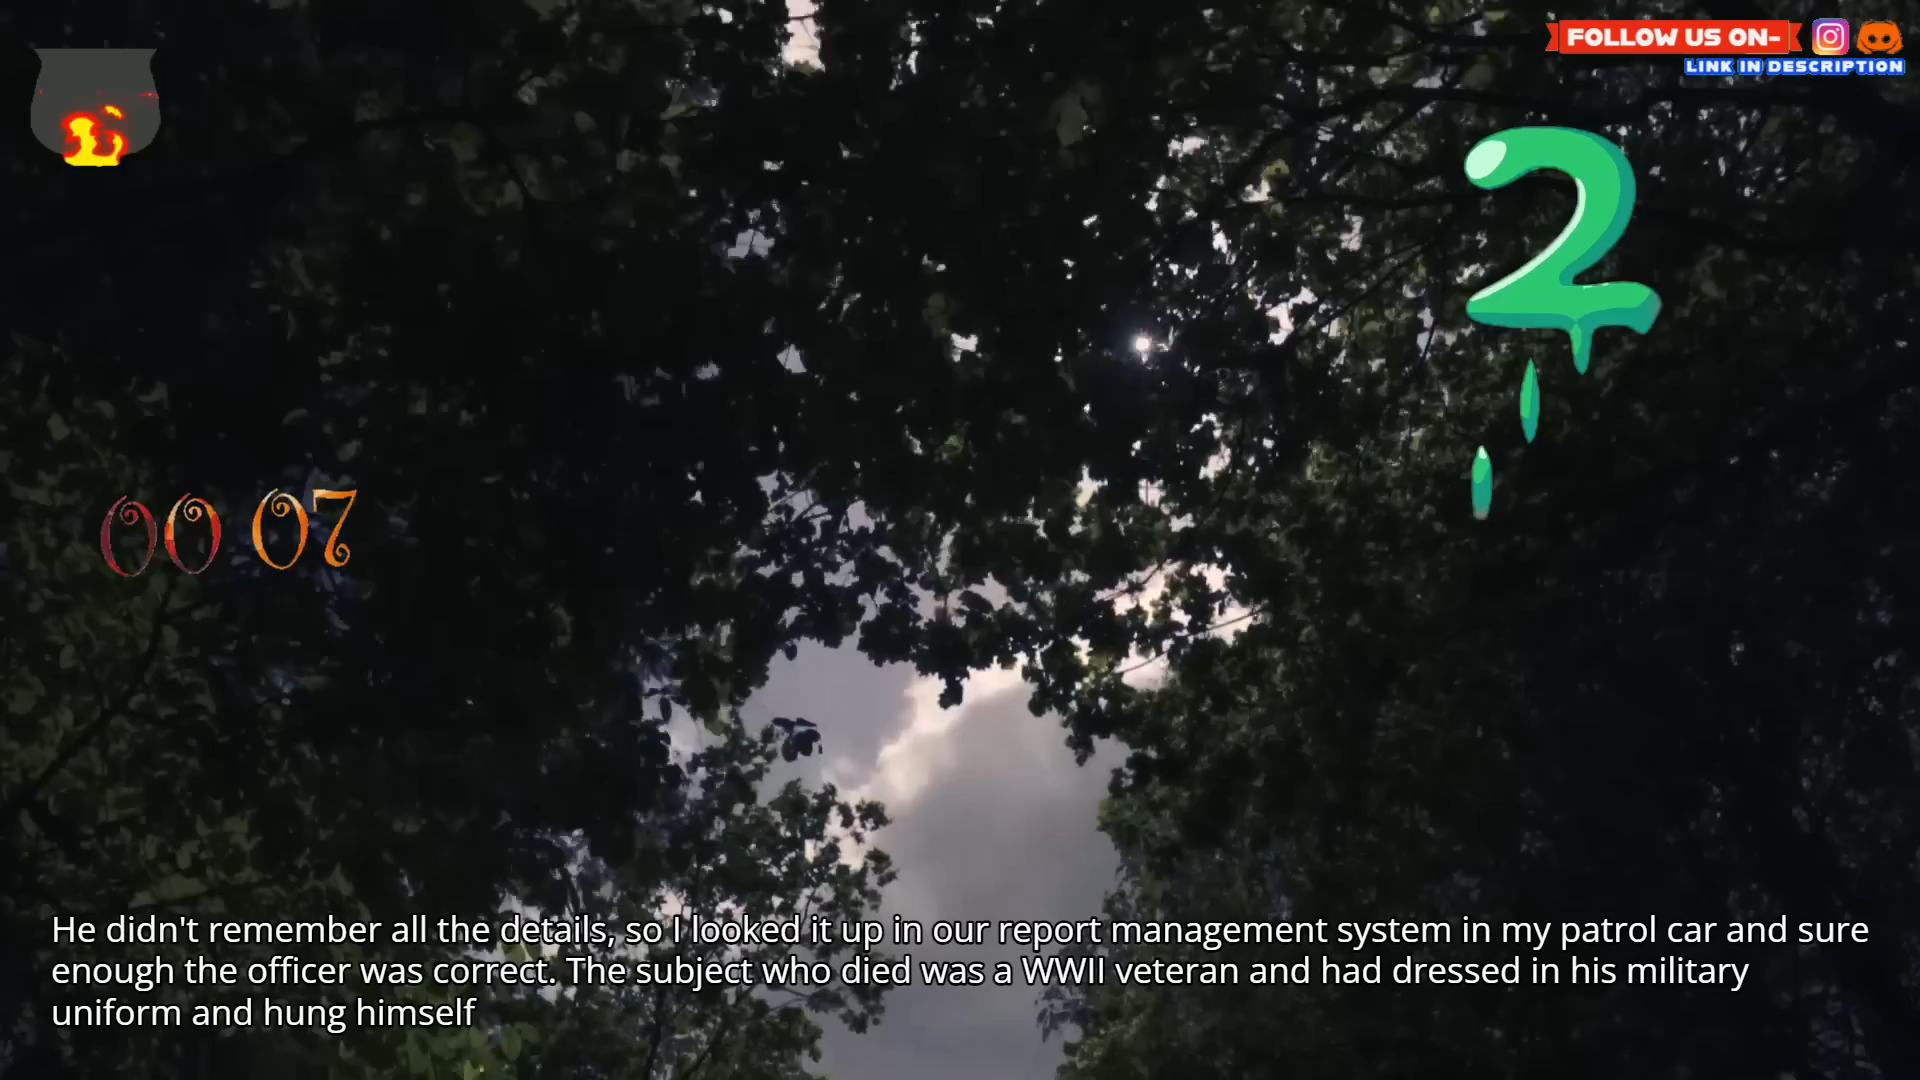 FOLLOW US ON-
LINK IN DESCRIPTION
2
00 07
He didn't remember all the details, so I looked it up in our report management system in my patrol car and sure
enough the officer was correct. The subject who died was a WWII veteran and had dressed in his military
uniform and hung himself